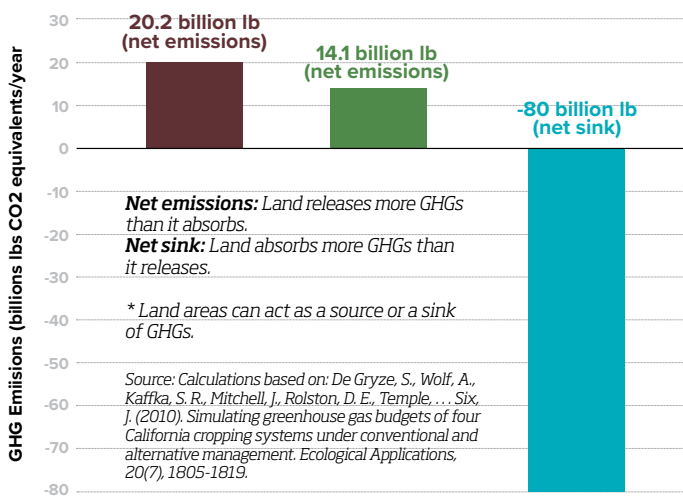 GHG Emiisions (billions lbs CO2 equivalents/year
30
20
10
0
-10
-20
-30
-40
-50
-60
-70
-80
20.2 billion lb
(net emissions)
14.1 billion lb
(net emissions)
-80 billion lb
(net sink)
Net emissions: Land releases more GHGs
than it absorbs.
Net sink: Land absorbs more GHGs than
it releases.
* Land areas can act as a source or a sink
of GHGs.
Source: Calculations based on: De Gryze, S., Wolf, A.,
Kaffka, S. R., Mitchell, J., Rolston, D. E., Temple, ... Six,
J. (2010). Simulating greenhouse gas budgets of four
California cropping systems under conventional and
alternative management. Ecological Applications,
20(7), 1805-1819.